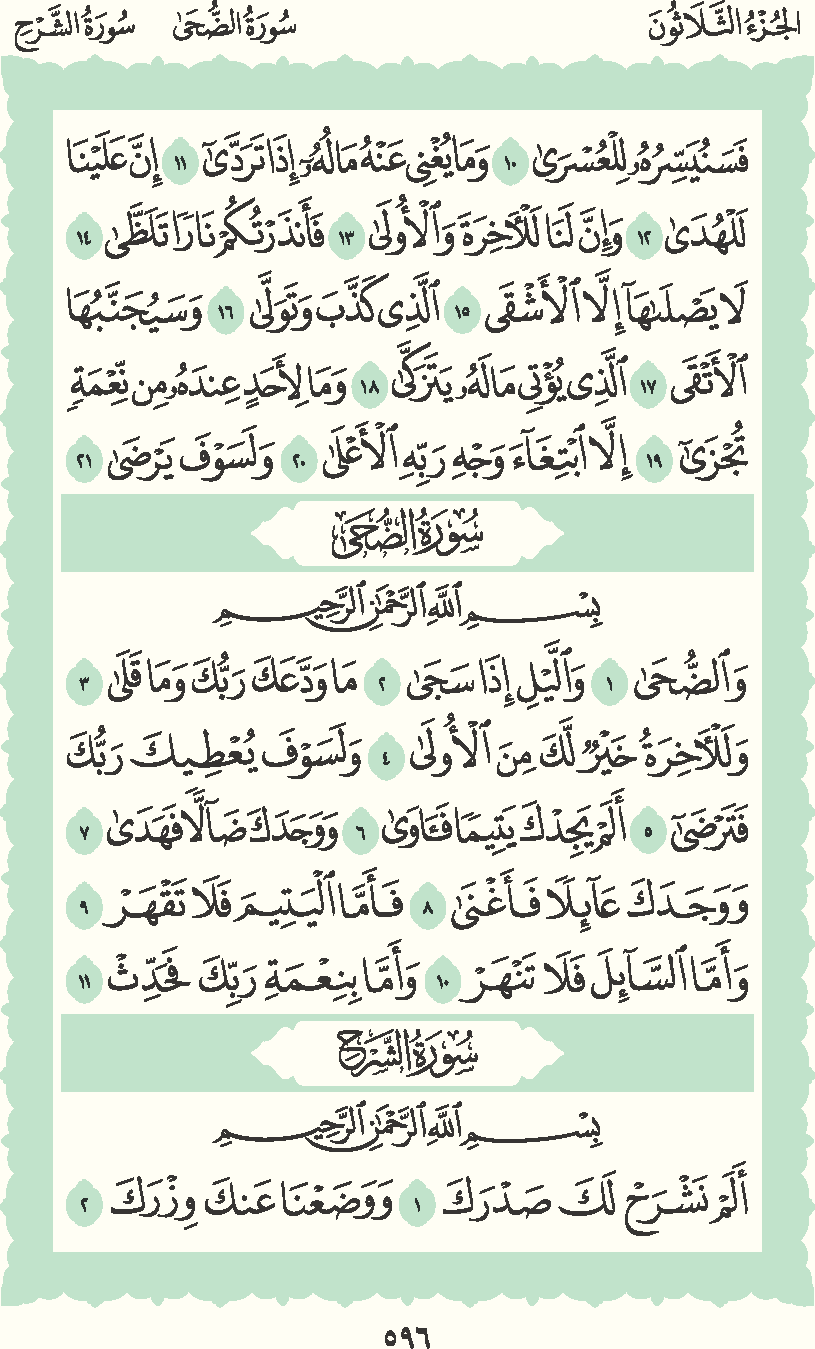 الجُزْءُ الثَّلَاثُونَ سُورَةُ الضُّحَىٰ سُورَةُ الشَّرْحِ
فَسَنُيَسِّرُهُۥ لِلْعُسْرَىٰ ١٠ وَمَا يُغْنِى عَنْهُ مَالُهُۥٓ إِذَا تَرَدَّىٰٓ ١١ إِنَّ عَلَيْنَا
لَلْهُدَىٰ ١٢ وَإِنَّ لَنَا لَلْـَٔاخِرَةَ وَٱلْأُولَىٰ ١٣ فَأَنذَرْتُكُمْ نَارًا تَلَظَّىٰ ١٤
لَا يَصْلَىٰهَآ إِلَّا ٱلْأَشْقَى ١٥ ٱلَّذِى كَذَّبَ وَتَوَلَّىٰ ١٦ وَسَيُجَنَّبُهَا
ٱلْأَتْقَى ١٧ ٱلَّذِى يُؤْتِى مَالَهُۥ يَتَزَكَّىٰ ١٨ وَمَا لِأَحَدٍ عِندَهُۥ مِن نِّعْمَةٍ
تُجْزَىٰٓ ١٩ إِلَّا ٱبْتِغَآءَ وَجْهِ رَبِّهِ ٱلْأَعْلَىٰ ٢٠ وَلَسَوْفَ يَرْضَىٰ ٢١
سُورَةُ الضُّحَىٰ
بِسْمِ ٱللَّهِ ٱلرَّحْمَٰنِ ٱلرَّحِيمِ
وَٱلضُّحَىٰ ١ وَٱلَّيْلِ إِذَا سَجَىٰ ٢ مَا وَدَّعَكَ رَبُّكَ وَمَا قَلَىٰ ٣
وَلَلْـَٔاخِرَةُ خَيْرٌ لَّكَ مِنَ ٱلْأُولَىٰ ٤ وَلَسَوْفَ يُعْطِيكَ رَبُّكَ
فَتَرْضَىٰٓ ٥ أَلَمْ يَجِدْكَ يَتِيمًا فَـَٔاوَىٰ ٦ وَوَجَدَكَ ضَآلًّا فَهَدَىٰ ٧
وَوَجَدَكَ عَآئِلًا فَأَغْنَىٰ ٨ فَأَمَّا ٱلْيَتِيمَ فَلَا تَقْهَرْ ٩
وَأَمَّا ٱلسَّآئِلَ فَلَا تَنْهَرْ ١٠ وَأَمَّا بِنِعْمَةِ رَبِّكَ فَحَدِّثْ ١١
سُورَةُ الشَّرْحِ
بِسْمِ ٱللَّهِ ٱلرَّحْمَٰنِ ٱلرَّحِيمِ
أَلَمْ نَشْرَحْ لَكَ صَدْرَكَ ١ وَوَضَعْنَا عَنكَ وِزْرَكَ ٢
٥٩٦